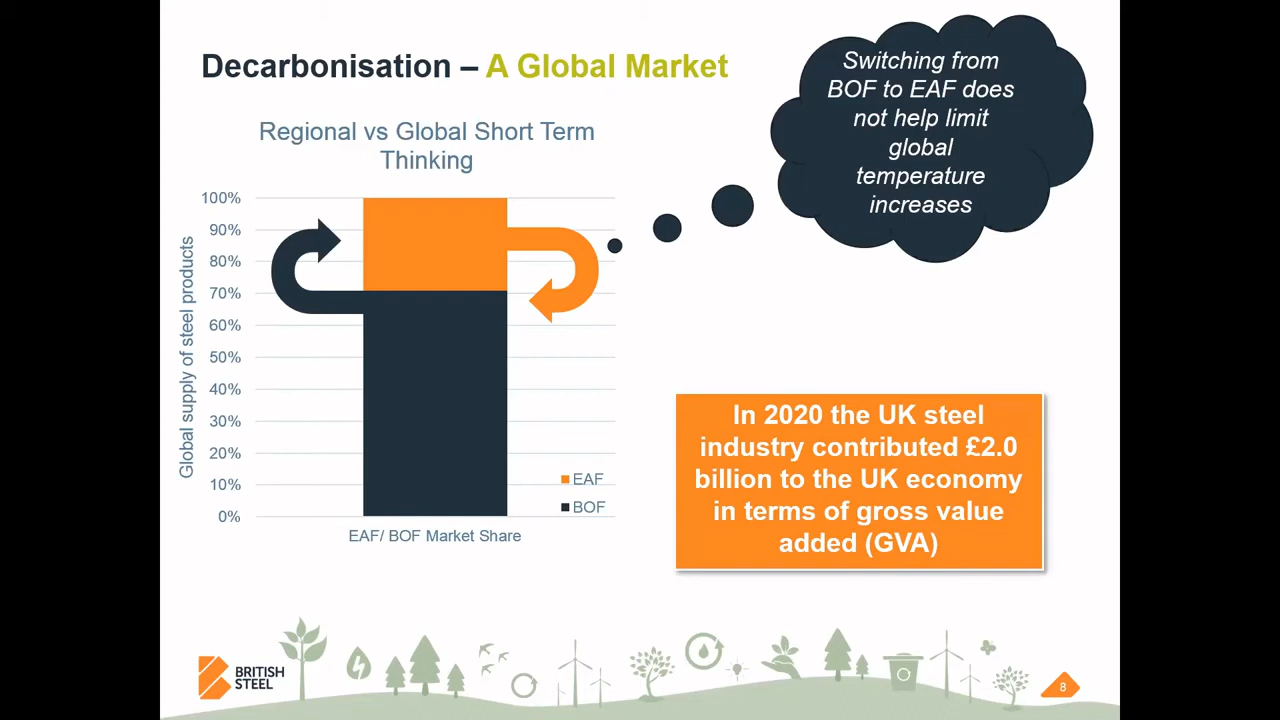 Decarbonisation – A Global Market
Switching from
BOF to EAF does
not help limit
global
temperature
increases
Regional vs Global Short Term
Thinking
Global supply of steel products
100%
90%
80%
70%
60%
50%
40%
30%
20%
10%
0%
EAF
BOF
EAF/ BOF Market Share
In 2020 the UK steel
industry contributed £2.0
billion to the UK economy
in terms of gross value
added (GVA)
BRITISH
STEEL
8